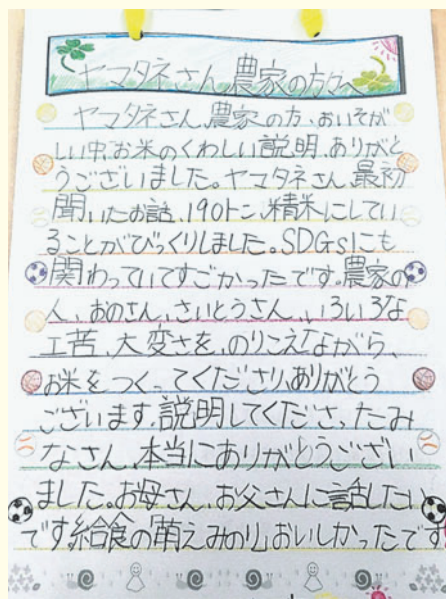 ヤマタネさん、農家の方々へ
ヤマタネさん、農家の方、おいそが
しい中、お米のくわしい説明、ありがと
うございました。ヤマタネさん、最初
聞いたお話、190トン、精米にしてい
ることがびっくりしました。SDGsにも
関わっていてすごかったです。農家の
人、おのさん、さいとうさん、いろいろな
工苦、大変さを、のりこえながら、
お米をつくってくださり、ありがとう
ございます。説明してくださったみ
なさん、本当にありがとうござい
ました。お母さん、お父さんに話したい
です。給食の「萌えみのり」おいしかったです